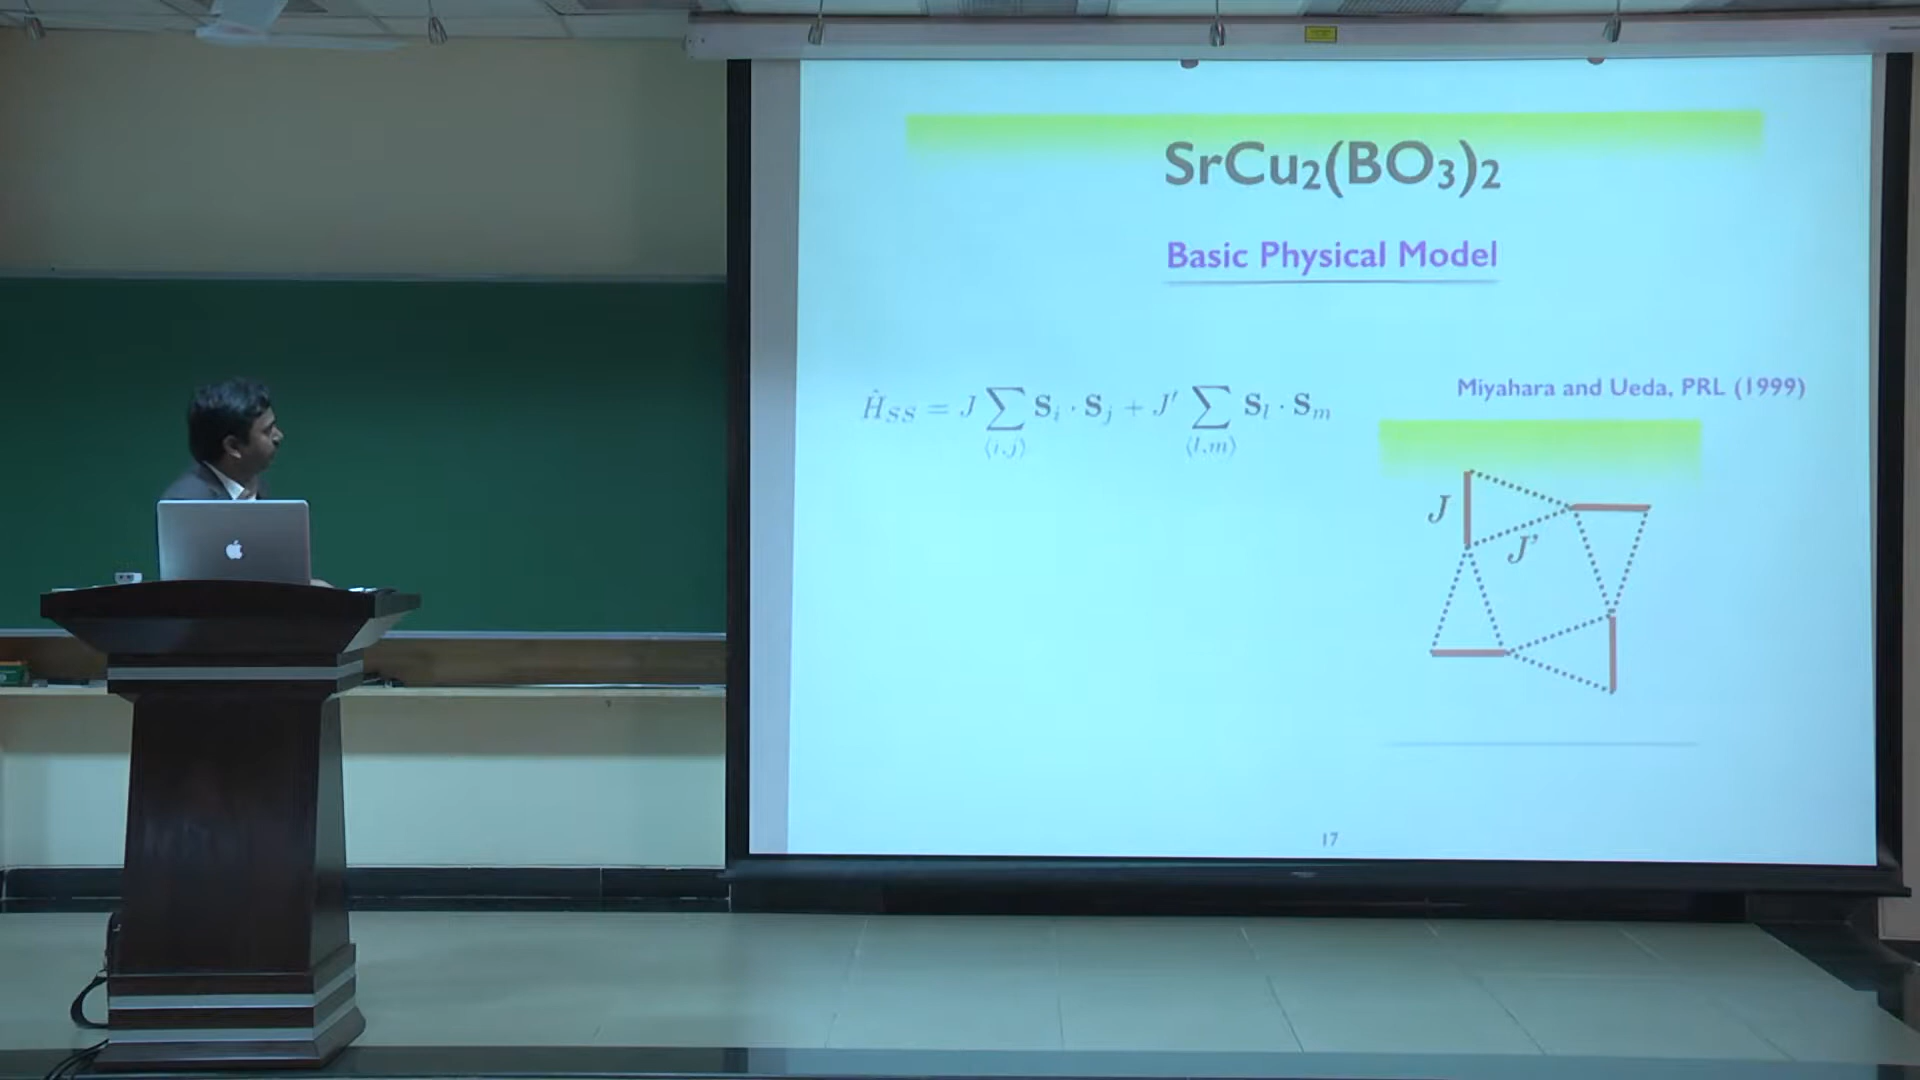 SrCu₂(BO₃)₂
Basic Physical Model
Miyahara and Ueda, PRL (1999)
Ĥ_SS = J ∑_⟨i,j⟩ S_i · S_j + J′ ∑_⟨l,m⟩ S_l · S_m
J
J'
17